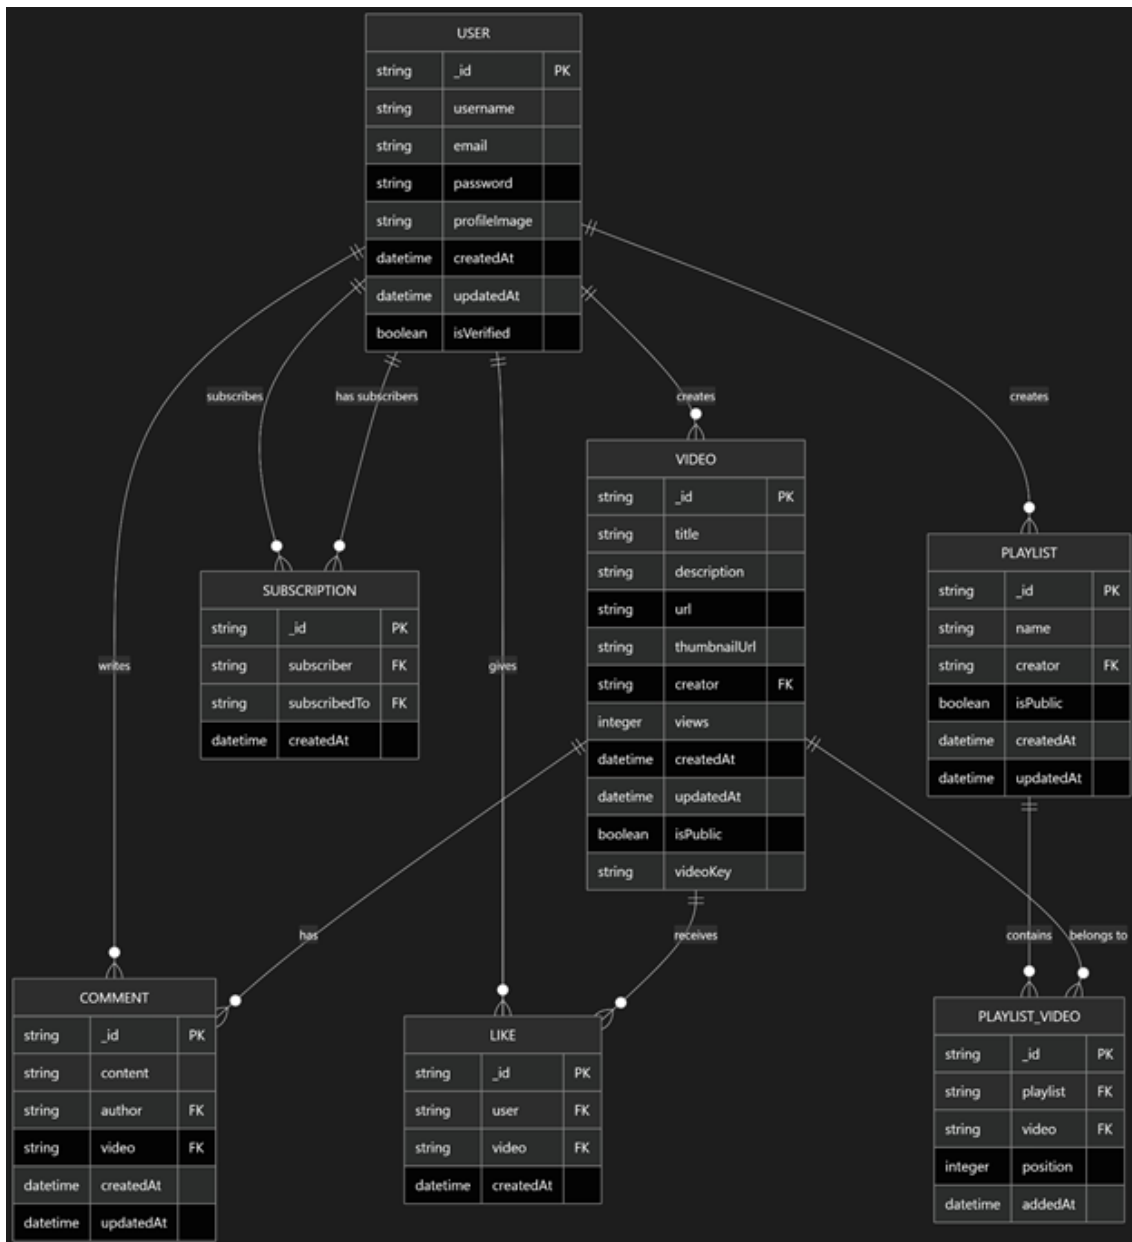 USER
string _id PK
string username
string email
string password
string profileImage
datetime createdAt
datetime updatedAt
boolean isVerified
subscribes
has subscribers
creates
creates
VIDEO
string _id PK
string title
string description
string url
string thumbnailUrl
string creator FK
integer views
datetime createdAt
datetime updatedAt
boolean isPublic
string videoKey
PLAYLIST
string _id PK
string name
string creator FK
boolean isPublic
datetime createdAt
datetime updatedAt
SUBSCRIPTION
string _id PK
string subscriber FK
string subscribedTo FK
datetime createdAt
writes
gives
has
receives
contains
belongs to
COMMENT
string _id PK
string content
string author FK
string video FK
datetime createdAt
datetime updatedAt
LIKE
string _id PK
string user FK
string video FK
datetime createdAt
PLAYLIST_VIDEO
string _id PK
string playlist FK
string video FK
integer position
datetime addedAt